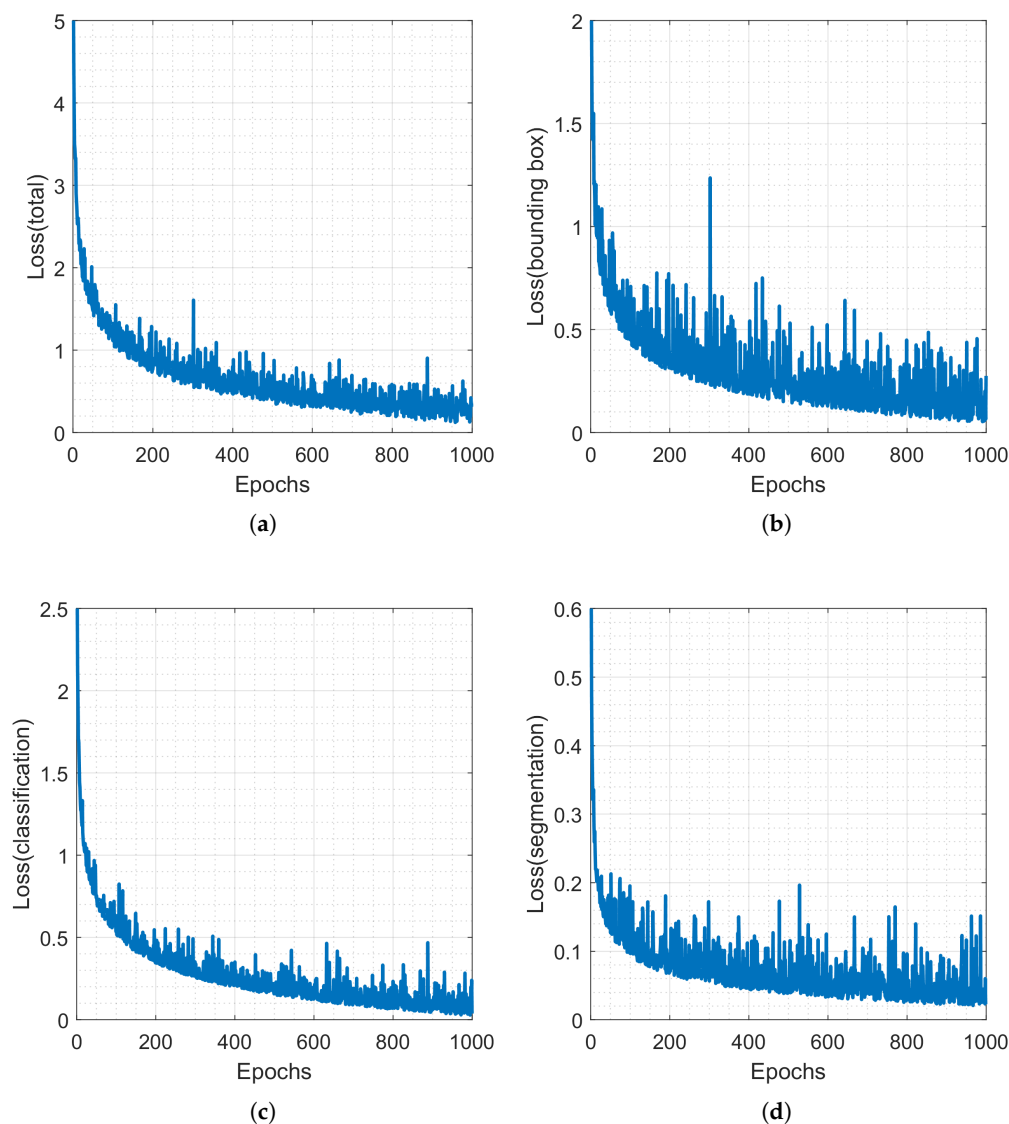 5
4
3
2
1
0
Loss(total)
0 200 400 600 800 1000
Epochs
(a)
2
1.5
1
0.5
0
Loss(bounding box)
0 200 400 600 800 1000
Epochs
(b)
2.5
2
1.5
1
0.5
0
Loss(classification)
0 200 400 600 800 1000
Epochs
(c)
0.6
0.5
0.4
0.3
0.2
0.1
0
Loss(segmentation)
0 200 400 600 800 1000
Epochs
(d)